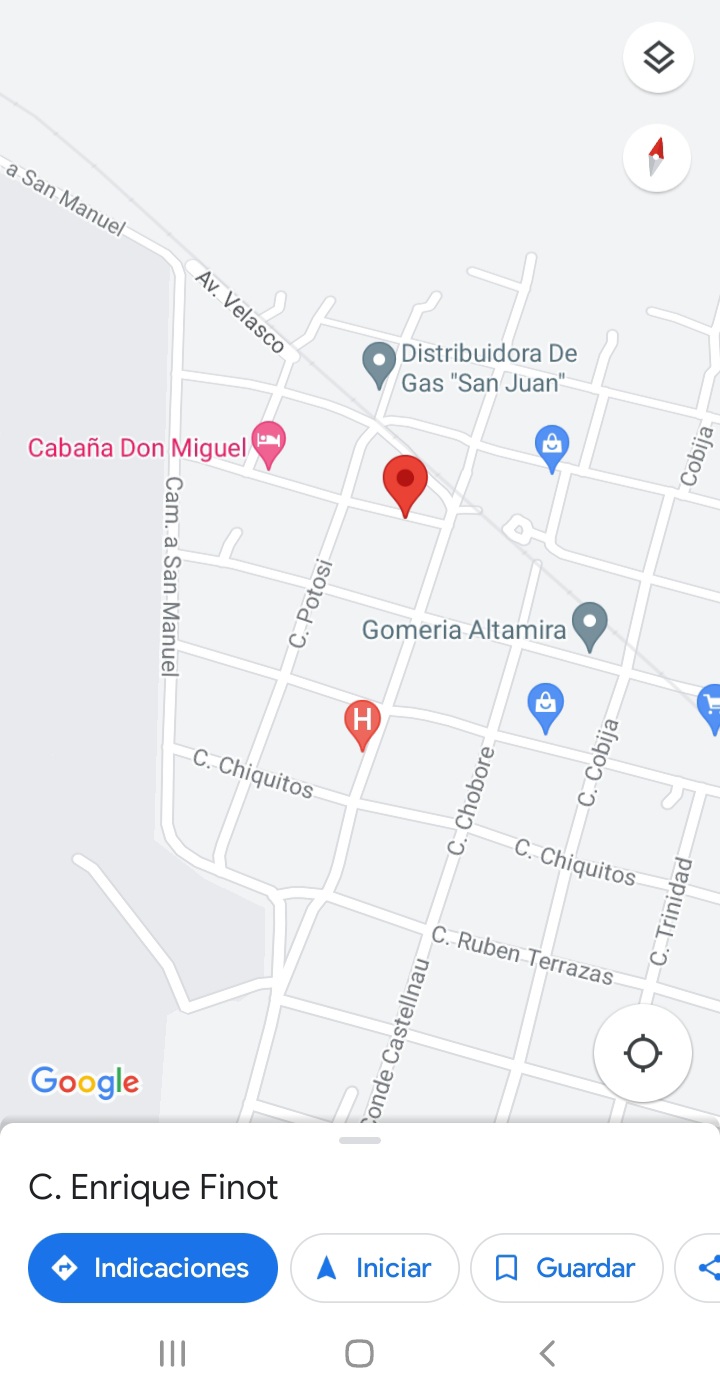 a San Manuel
Av. Velasco
Distribuidora De
Gas "San Juan"
Cabaña Don Miguel
Cobija
Cam. a San Manuel
C. Potosi
Gomeria Altamira
H
C. Cobija
C. Chiquitos
C. Chobore
C. Chiquitos
C. Trinidad
C. Ruben Terrazas
Conde Castellnau
Google
C. Enrique Finot
Indicaciones
Iniciar
Guardar